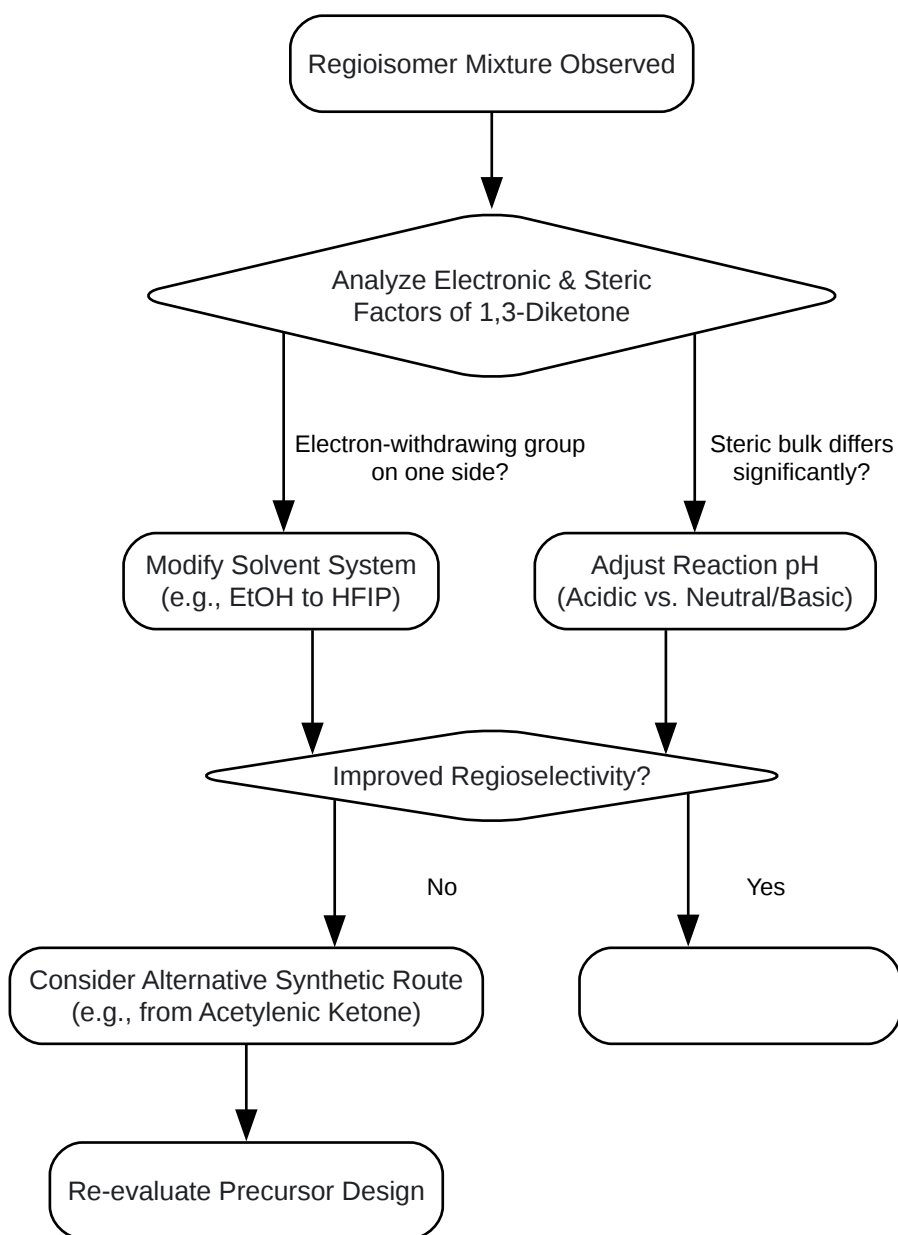 Regioisomer Mixture Observed
Analyze Electronic & Steric
Factors of 1,3-Diketone
Electron-withdrawing group
on one side?
Steric bulk differs
significantly?
Modify Solvent System
(e.g., EtOH to HFIP)
Adjust Reaction pH
(Acidic vs. Neutral/Basic)
Improved Regioselectivity?
No
Yes
Consider Alternative Synthetic Route
(e.g., from Acetylenic Ketone)
Re-evaluate Precursor Design